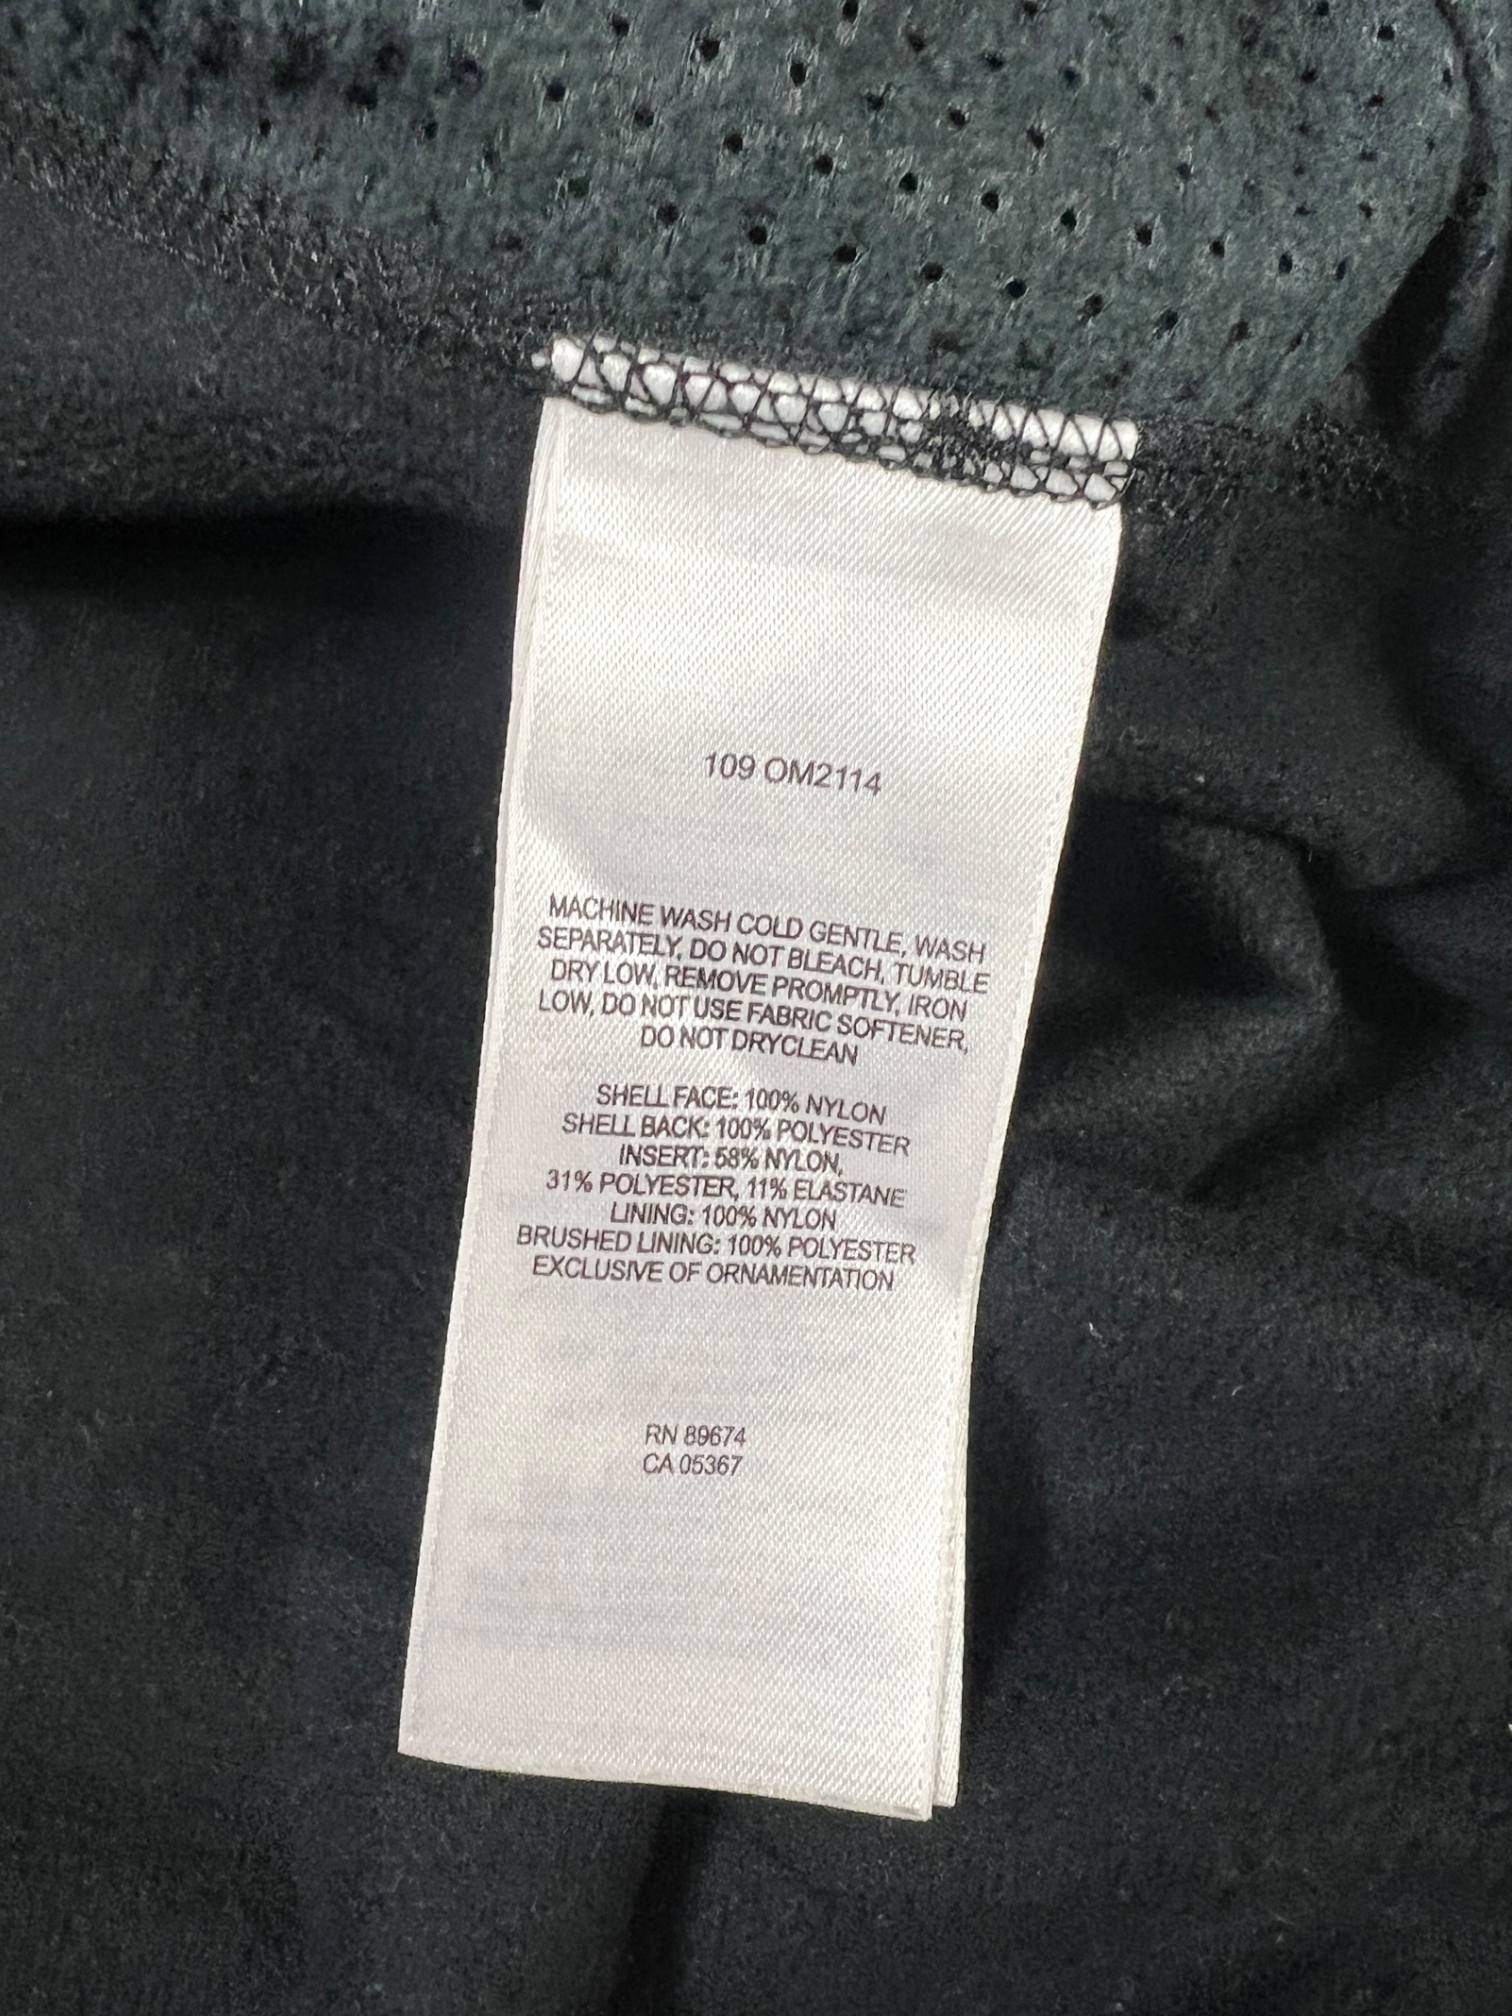 109 OM2114
MACHINE WASH COLD GENTLE, WASH
SEPARATELY, DO NOT BLEACH, TUMBLE
DRY LOW, REMOVE PROMPTLY, IRON
LOW, DO NOT USE FABRIC SOFTENER,
DO NOT DRYCLEAN
SHELL FACE: 100% NYLON
SHELL BACK: 100% POLYESTER
INSERT: 58% NYLON,
31% POLYESTER, 11% ELASTANE
LINING: 100% NYLON
BRUSHED LINING: 100% POLYESTER
EXCLUSIVE OF ORNAMENTATION
RN 89674
CA 05367